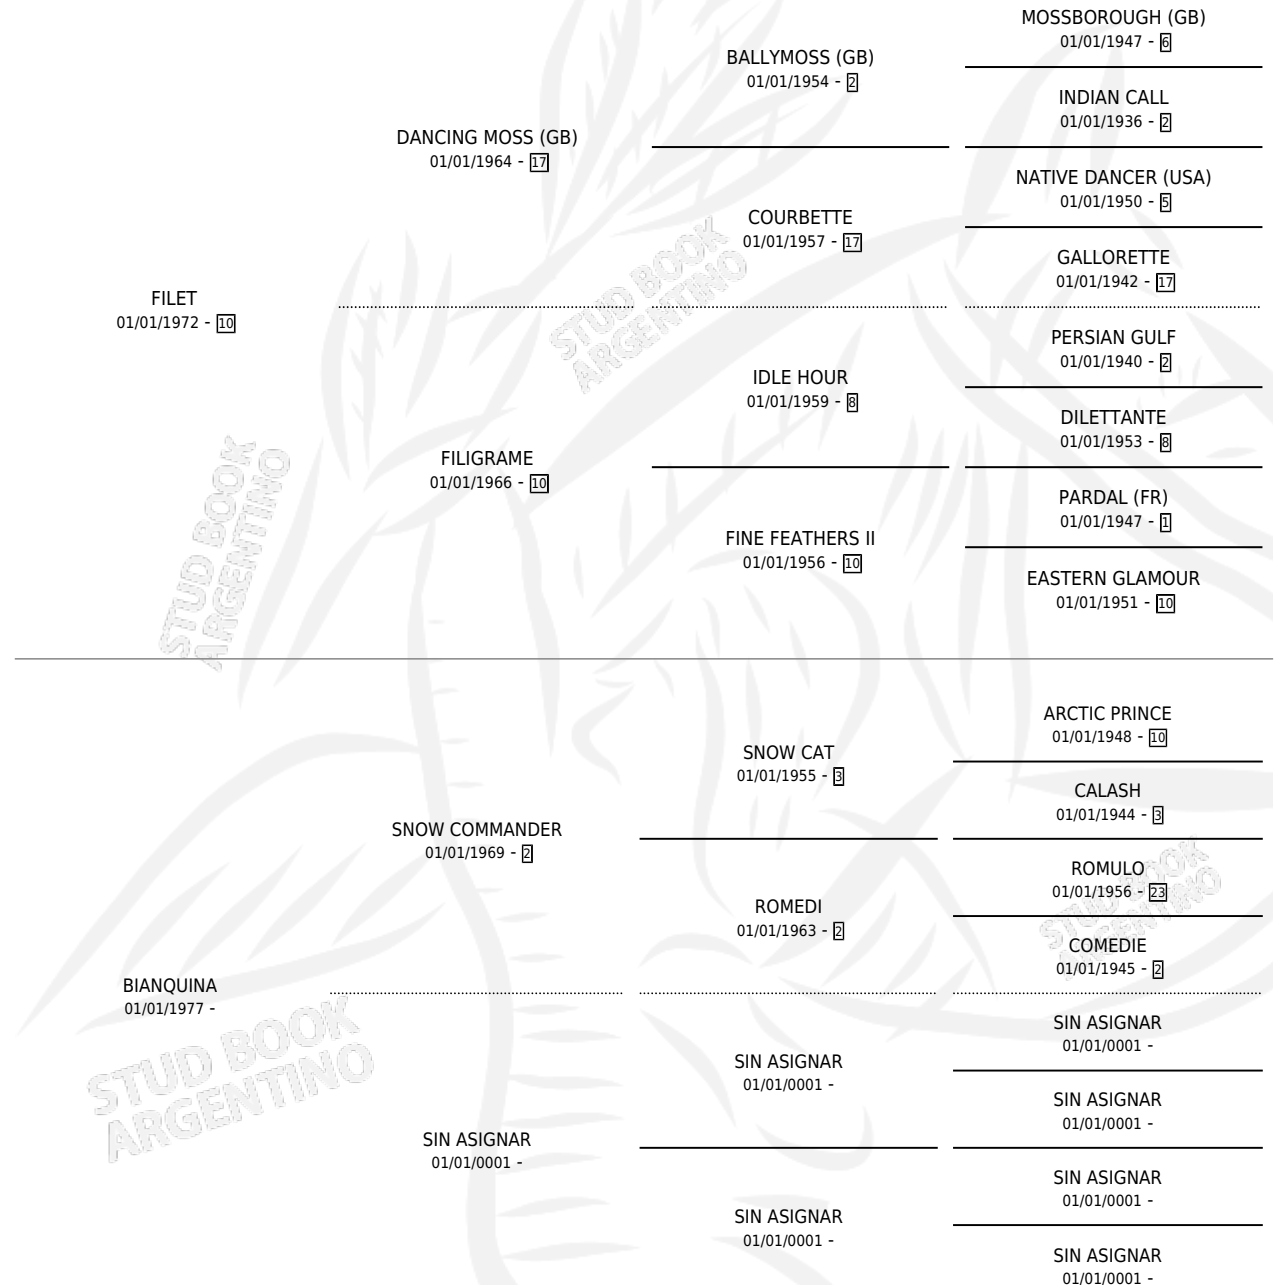 MOSSBOROUGH (GB)
01/01/1947 - 6
BALLYMOSS (GB)
01/01/1954 - 2
INDIAN CALL
01/01/1936 - 2
DANCING MOSS (GB)
01/01/1964 - 17
NATIVE DANCER (USA)
01/01/1950 - 5
COURBETTE
01/01/1957 - 17
GALLORETTE
01/01/1942 - 17
FILET
01/01/1972 - 10
STUD BOOK
ARGENTINO
PERSIAN GULF
01/01/1940 - 2
IDLE HOUR
01/01/1959 - 8
DILETTANTE
01/01/1953 - 8
FILIGRAME
01/01/1966 - 10
PARDAL (FR)
01/01/1947 - 1
FINE FEATHERS II
01/01/1956 - 10
EASTERN GLAMOUR
01/01/1951 - 10
STUD BOOK
ARGENTINO
ARCTIC PRINCE
01/01/1948 - 10
SNOW CAT
01/01/1955 - 3
CALASH
01/01/1944 - 3
SNOW COMMANDER
01/01/1969 - 2
ROMULO
01/01/1956 - 23
ROMEDI
01/01/1963 - 2
COMEDIE
01/01/1945 - 2
STUD BOOK
ARGENTINO
BIANQUINA
01/01/1977 -
STUD BOOK
ARGENTINO
SIN ASIGNAR
01/01/0001 -
SIN ASIGNAR
01/01/0001 -
SIN ASIGNAR
01/01/0001 -
SIN ASIGNAR
01/01/0001 -
SIN ASIGNAR
01/01/0001 -
SIN ASIGNAR
01/01/0001 -
SIN ASIGNAR
01/01/0001 -